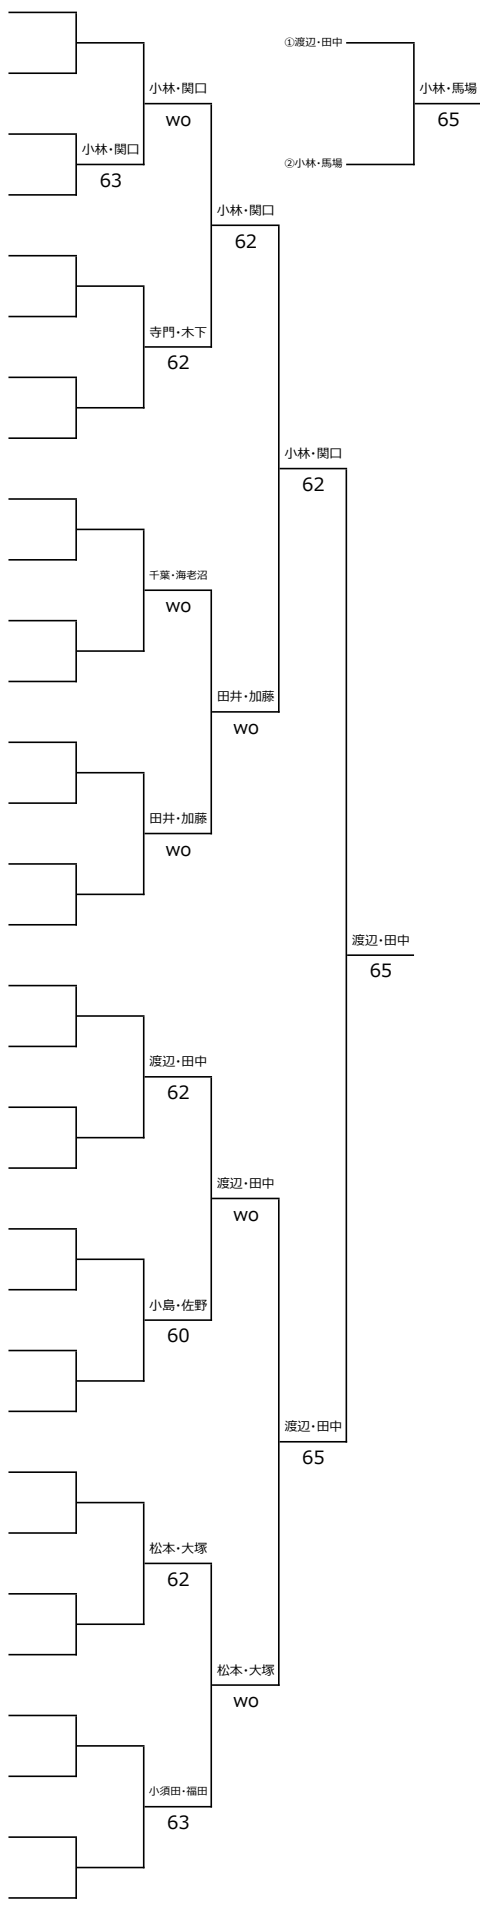 ①渡辺・田中
小林・関口
小林・馬場
wo
65
小林・関口
②小林・馬場
63
小林・関口
62
寺門・木下
62
小林・関口
62
千葉・海老沼
wo
田井・加藤
wo
田井・加藤
wo
渡辺・田中
65
渡辺・田中
62
渡辺・田中
wo
小島・佐野
60
渡辺・田中
65
松本・大塚
62
松本・大塚
wo
小須田・福田
63